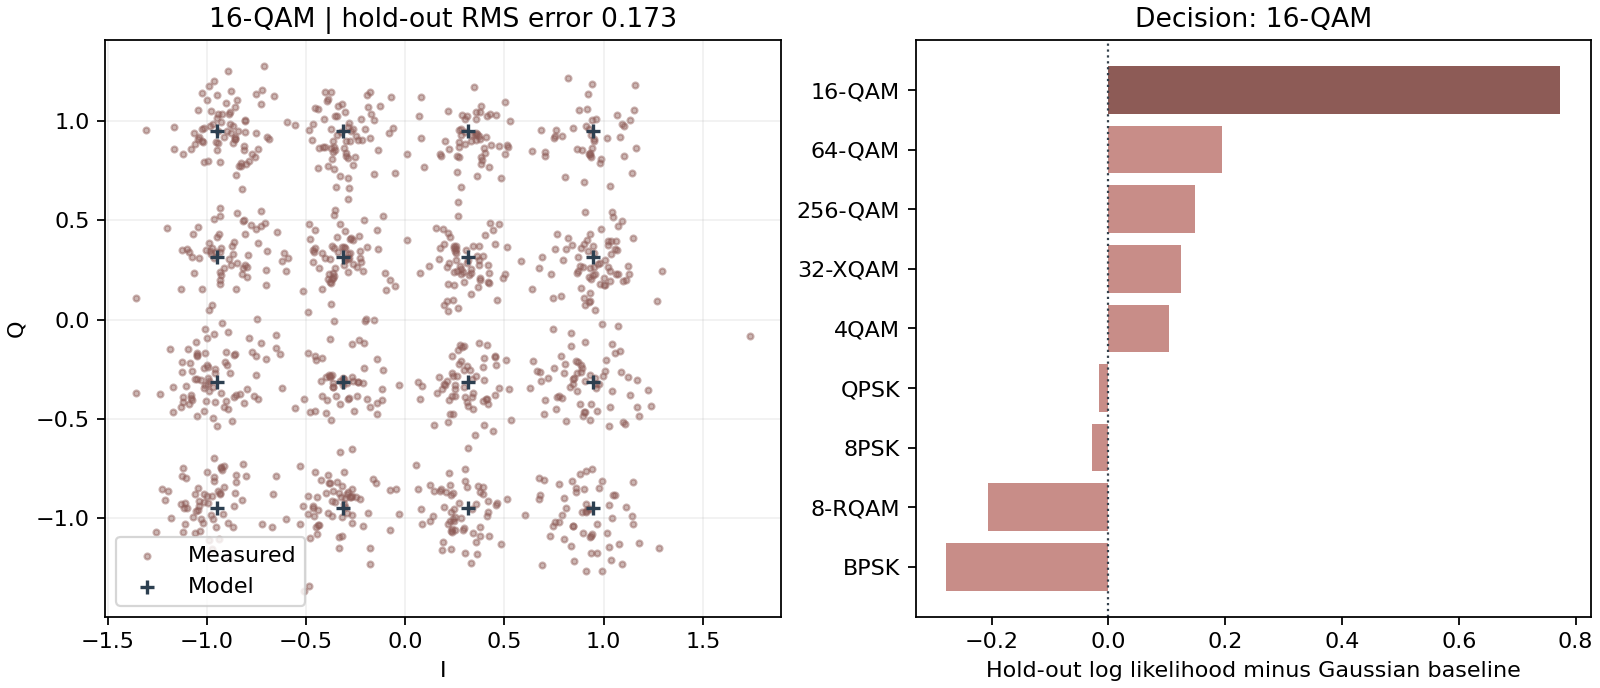 16-QAM | hold-out RMS error 0.173
1.0
0.5
0.0
−0.5
−1.0
Q
Measured
Model
−1.5
−1.0
−0.5
0.0
0.5
1.0
1.5
I
Decision: 16-QAM
16-QAM
64-QAM
256-QAM
32-XQAM
4QAM
QPSK
8PSK
8-RQAM
BPSK
−0.2
0.0
0.2
0.4
0.6
0.8
Hold-out log likelihood minus Gaussian baseline